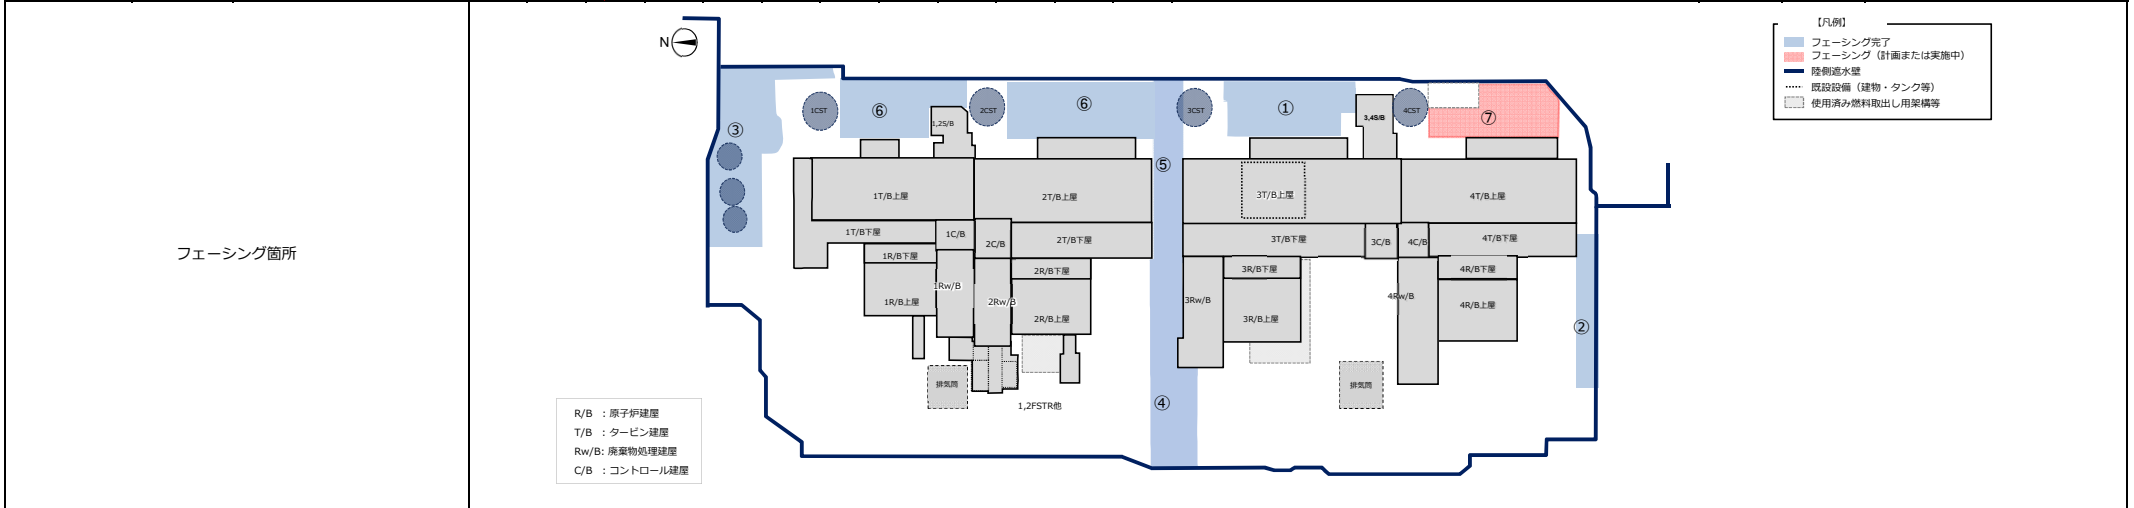 フェーシング箇所
N
【凡例】
フェーシング完了
フェーシング（計画または実施中）
陸側遮水壁
既設設備（建物・タンク等）
使用済み燃料取出し用架構等
③
1CST
⑥
1,2S/B
2CST
⑥
3CST
①
3,4S/B
4CST
⑦
⑤
1T/B上屋
2T/B上屋
3T/B上屋
4T/B上屋
1T/B下屋
1C/B
2C/B
2T/B下屋
3T/B下屋
3C/B
4C/B
4T/B下屋
1R/B下屋
2R/B下屋
3R/B下屋
4R/B下屋
1R/B上屋
1Rw/B
2Rw/B
2R/B上屋
3Rw/B
3R/B上屋
4Rw/B
4R/B上屋
②
排気筒
1,2FSTR他
④
排気筒
R/B ：原子炉建屋
T/B ：タービン建屋
Rw/B: 廃棄物処理建屋
C/B ：コントロール建屋